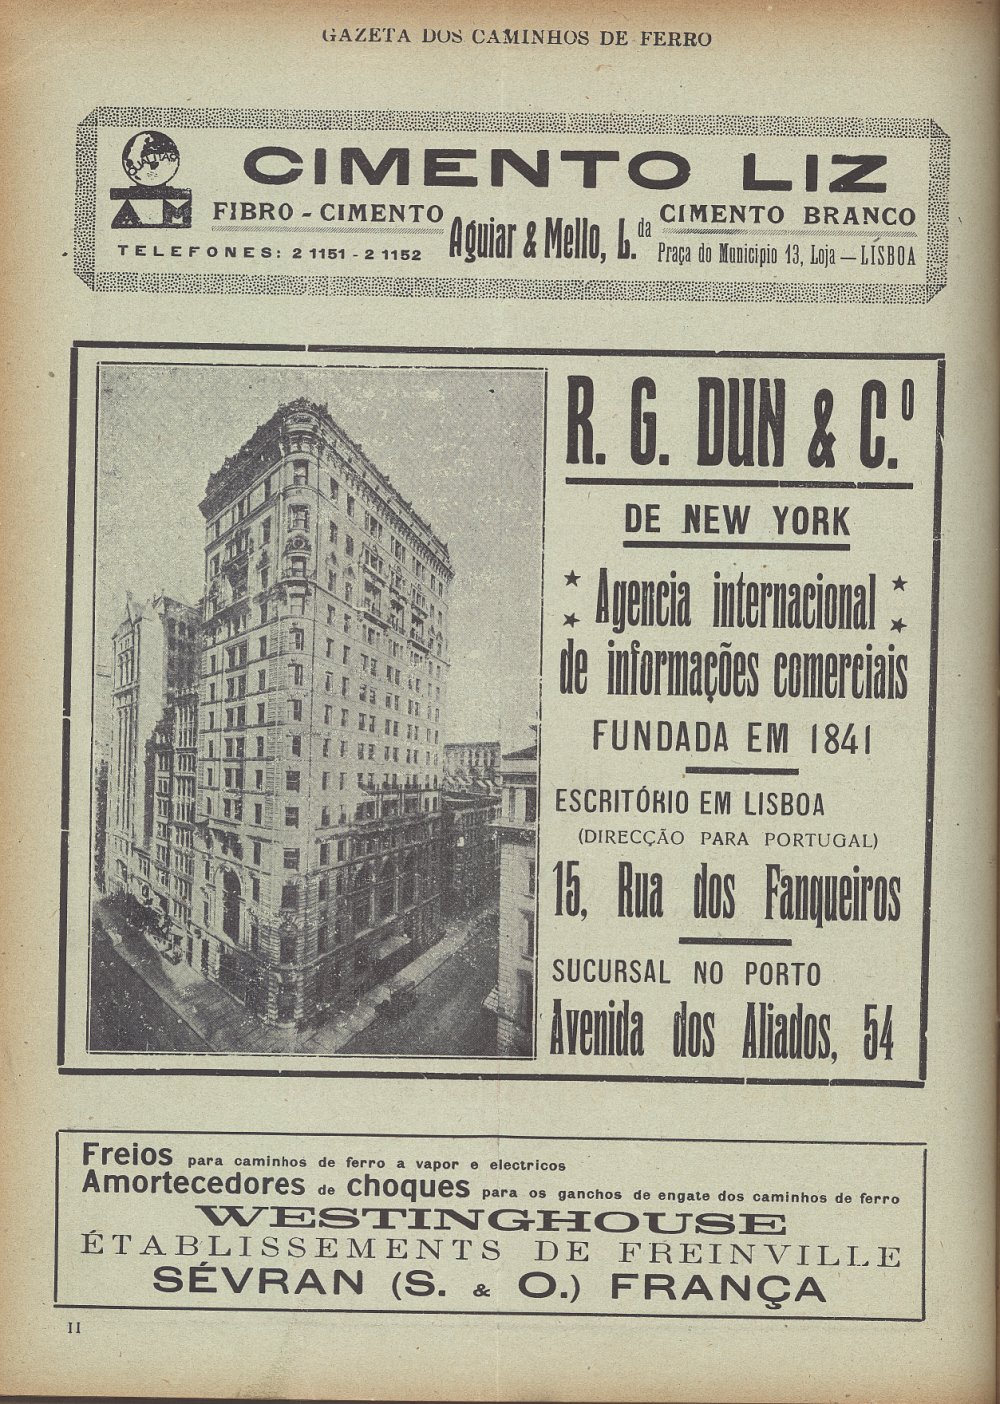 GAZETA DOS CAMINHOS DE FERRO
QUALITAS
AM
CIMENTO LIZ
FIBRO - CIMENTO
CIMENTO BRANCO
TELEFONES: 2 1151 - 2 1152
Aguiar & Mello, L.da
Praça do Municipio 13, Loja — LISBOA
R. G. DUN & C.º
DE NEW YORK
Agencia internacional
de informações comerciais
FUNDADA EM 1841
ESCRITÓRIO EM LISBOA
(DIRECÇÃO PARA PORTUGAL)
15, Rua dos Fanqueiros
SUCURSAL NO PORTO
Avenida dos Aliados, 54
Freios para caminhos de ferro a vapor e electricos
Amortecedores de choques para os ganchos de engate dos caminhos de ferro
WESTINGHOUSE
ÉTABLISSEMENTS DE FREINVILLE
SÉVRAN (S. & O.) FRANÇA
II